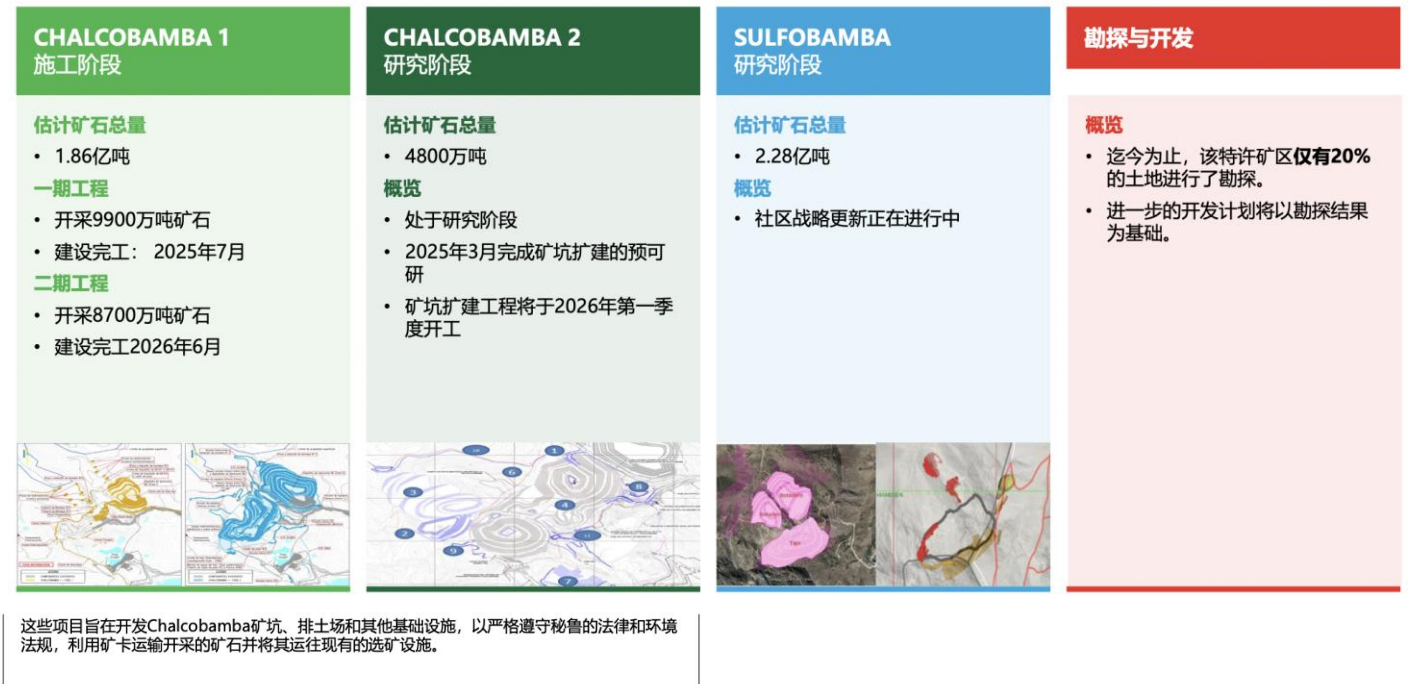 CHALCOBAMBA 1
施工阶段
估计矿石总量
• 1.86亿吨
一期工程
• 开采9900万吨矿石
• 建设完工： 2025年7月
二期工程
• 开采8700万吨矿石
• 建设完工2026年6月
CHALCOBAMBA 2
研究阶段
估计矿石总量
• 4800万吨
概览
• 处于研究阶段
• 2025年3月完成矿坑扩建的预可
研
• 矿坑扩建工程将于2026年第一季
度开工
10
1
6
3
8
4
2
11
9
7
SULFOBAMBA
研究阶段
估计矿石总量
• 2.28亿吨
概览
• 社区战略更新正在进行中
Tajo
勘探与开发
概览
• 迄今为止，该特许矿区仅有20%
的土地进行了勘探。
• 进一步的开发计划将以勘探结果
为基础。
这些项目旨在开发Chalcobamba矿坑、排土场和其他基础设施，以严格遵守秘鲁的法律和环境
法规，利用矿卡运输开采的矿石并将其运往现有的选矿设施。